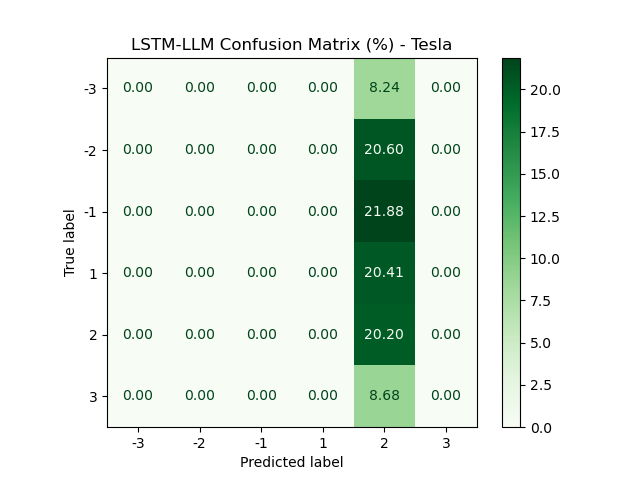 LSTM-LLM Confusion Matrix (%) - Tesla
True label
-3 0.00 0.00 0.00 0.00 8.24 0.00
-2 0.00 0.00 0.00 0.00 20.60 0.00
-1 0.00 0.00 0.00 0.00 21.88 0.00
1 0.00 0.00 0.00 0.00 20.41 0.00
2 0.00 0.00 0.00 0.00 20.20 0.00
3 0.00 0.00 0.00 0.00 8.68 0.00
-3 -2 -1 1 2 3
Predicted label
20.0
17.5
15.0
12.5
10.0
7.5
5.0
2.5
0.0